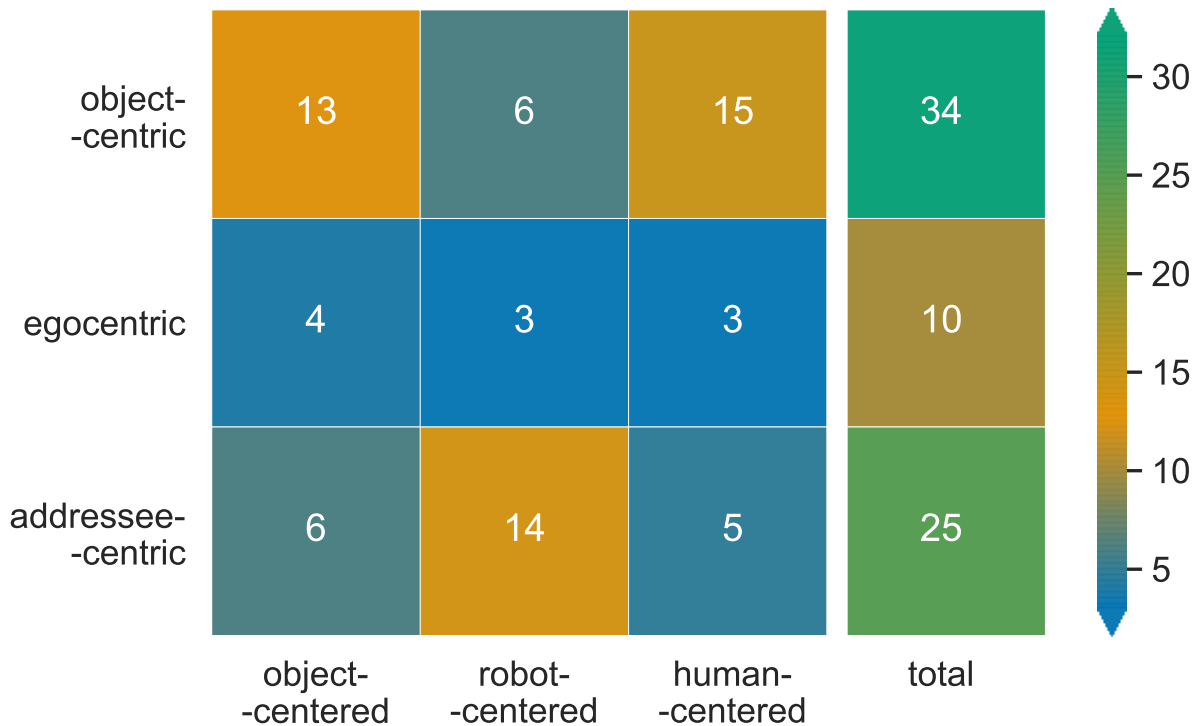 object-
-centric
13
6
15
34
30
25
20
15
10
5
egocentric
4
3
3
10
addressee-
-centric
6
14
5
25
object-
-centered
robot-
-centered
human-
-centered
total